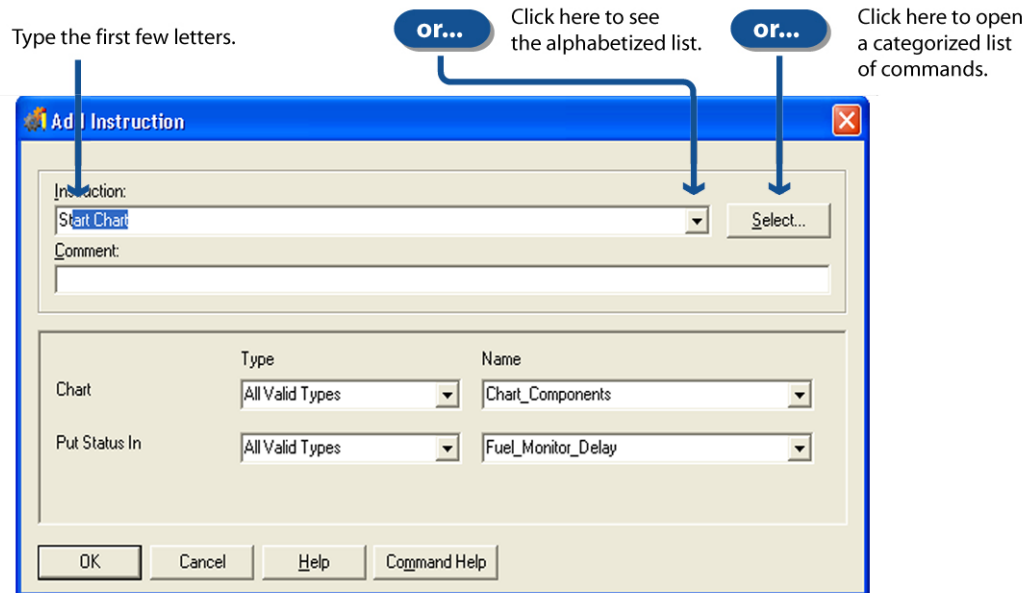 Type the first few letters.
or...
Click here to see
the alphabetized list.
or...
Click here to open
a categorized list
of commands.
Add Instruction
Instruction:
Start Chart
Select...
Comment:
Type
Name
Chart
All Valid Types
Chart_Components
Put Status In
All Valid Types
Fuel_Monitor_Delay
OK
Cancel
Help
Command Help